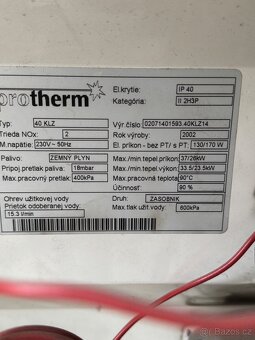 protherm
El.krytie: IP 40
Kategória: II 2H3P
Typ: 40 KLZ
Výr číslo: 02071401593.40KLZ14
Trieda NOx: 2
Rok výroby: 2002
M.napätie: 230V~ 50Hz
El.príkon - bez PT/ s PT 130/170 W
Palivo: ZEMNÝ PLYN
Max./min.tepel príkon: 37/26kW
Pripoj pretlak paliva: 18mbar
Max./min.tepel výkon: 33.5/23.5kW
Max.pracovný pretlak 400kPa
Max.pracovná teplota 90°C
Účinnosť: 90 %
Ohrev užitkovej vody
Druh: ZÁSOBNÍK
Prietok odoberanej vody:
Max.tlak užit.vody: 600kPa
15.3 l/min
sbazos.cz